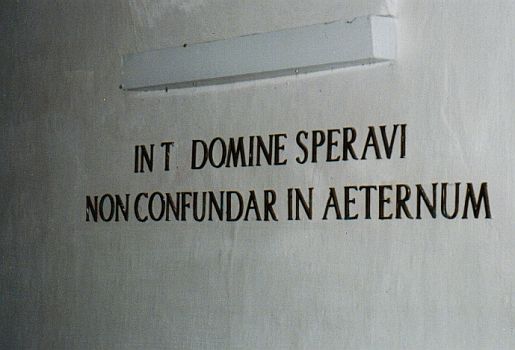 IN T DOMINE SPERAVI
NON CONFUNDAR IN AETERNUM